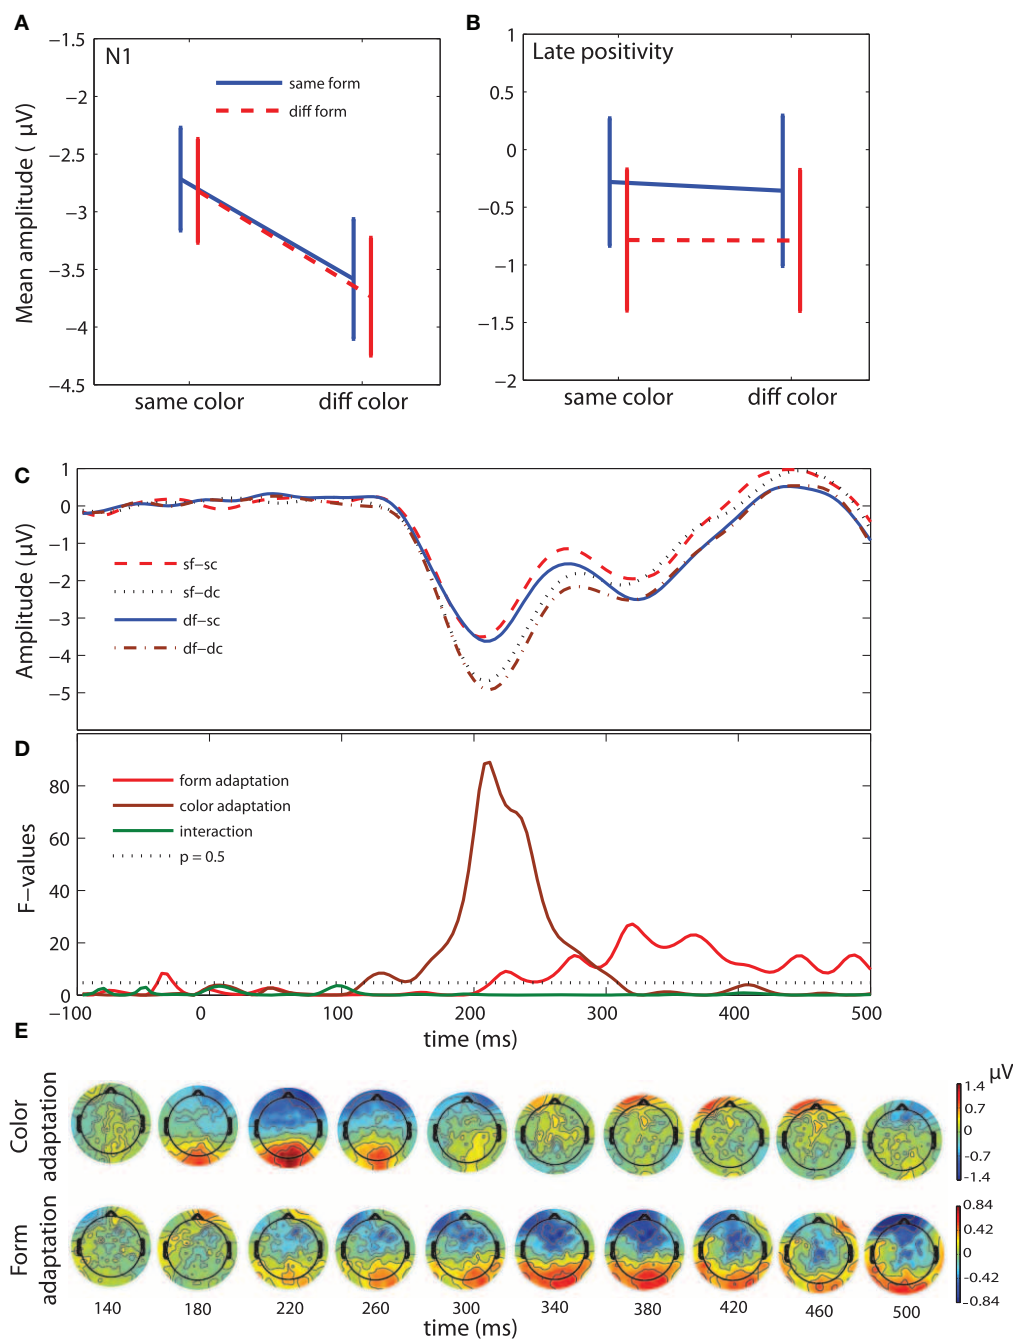 A
N1
same form
diff form
Mean amplitude ( μV)
−1.5
−2
−2.5
−3
−3.5
−4
−4.5
same color
diff color
B
Late positivity
1
0.5
0
−0.5
−1
−1.5
−2
same color
diff color
C
Amplitude (μV)
1
0
−1
−2
−3
−4
−5
sf−sc
sf−dc
df−sc
df−dc
D
F−values
80
60
40
20
0
form adaptation
color adaptation
interaction
p = 0.5
−100 0 100 200 300 400 500
time (ms)
E
Color
adaptation
μV
1.4
0.7
0
-0.7
-1.4
Form
adaptation
0.84
0.42
0
-0.42
-0.84
140 180 220 260 300 340 380 420 460 500
time (ms)